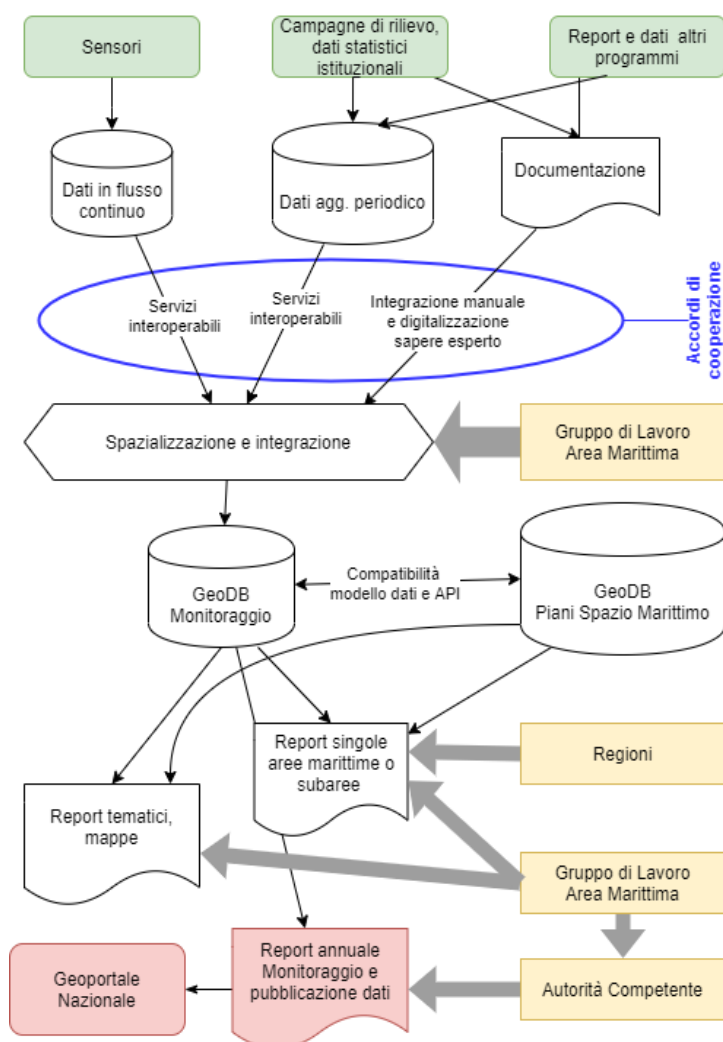 Sensori
Campagne di rilievo,
dati statistici
istituzionali
Report e dati altri
programmi
Dati in flusso
continuo
Dati agg. periodico
Documentazione
Servizi
interoperabili
Servizi
interoperabili
Integrazione manuale
e digitalizzazione
sapere esperto
Accordi di
cooperazione
Spazializzazione e integrazione
Gruppo di Lavoro
Area Marittima
GeoDB
Monitoraggio
Compatibilità
modello dati e API
GeoDB
Piani Spazio Marittimo
Report singole
aree marittime o
subaree
Regioni
Report tematici,
mappe
Gruppo di Lavoro
Area Marittima
Geoportale
Nazionale
Report annuale
Monitoraggio e
pubblicazione dati
Autorità Competente